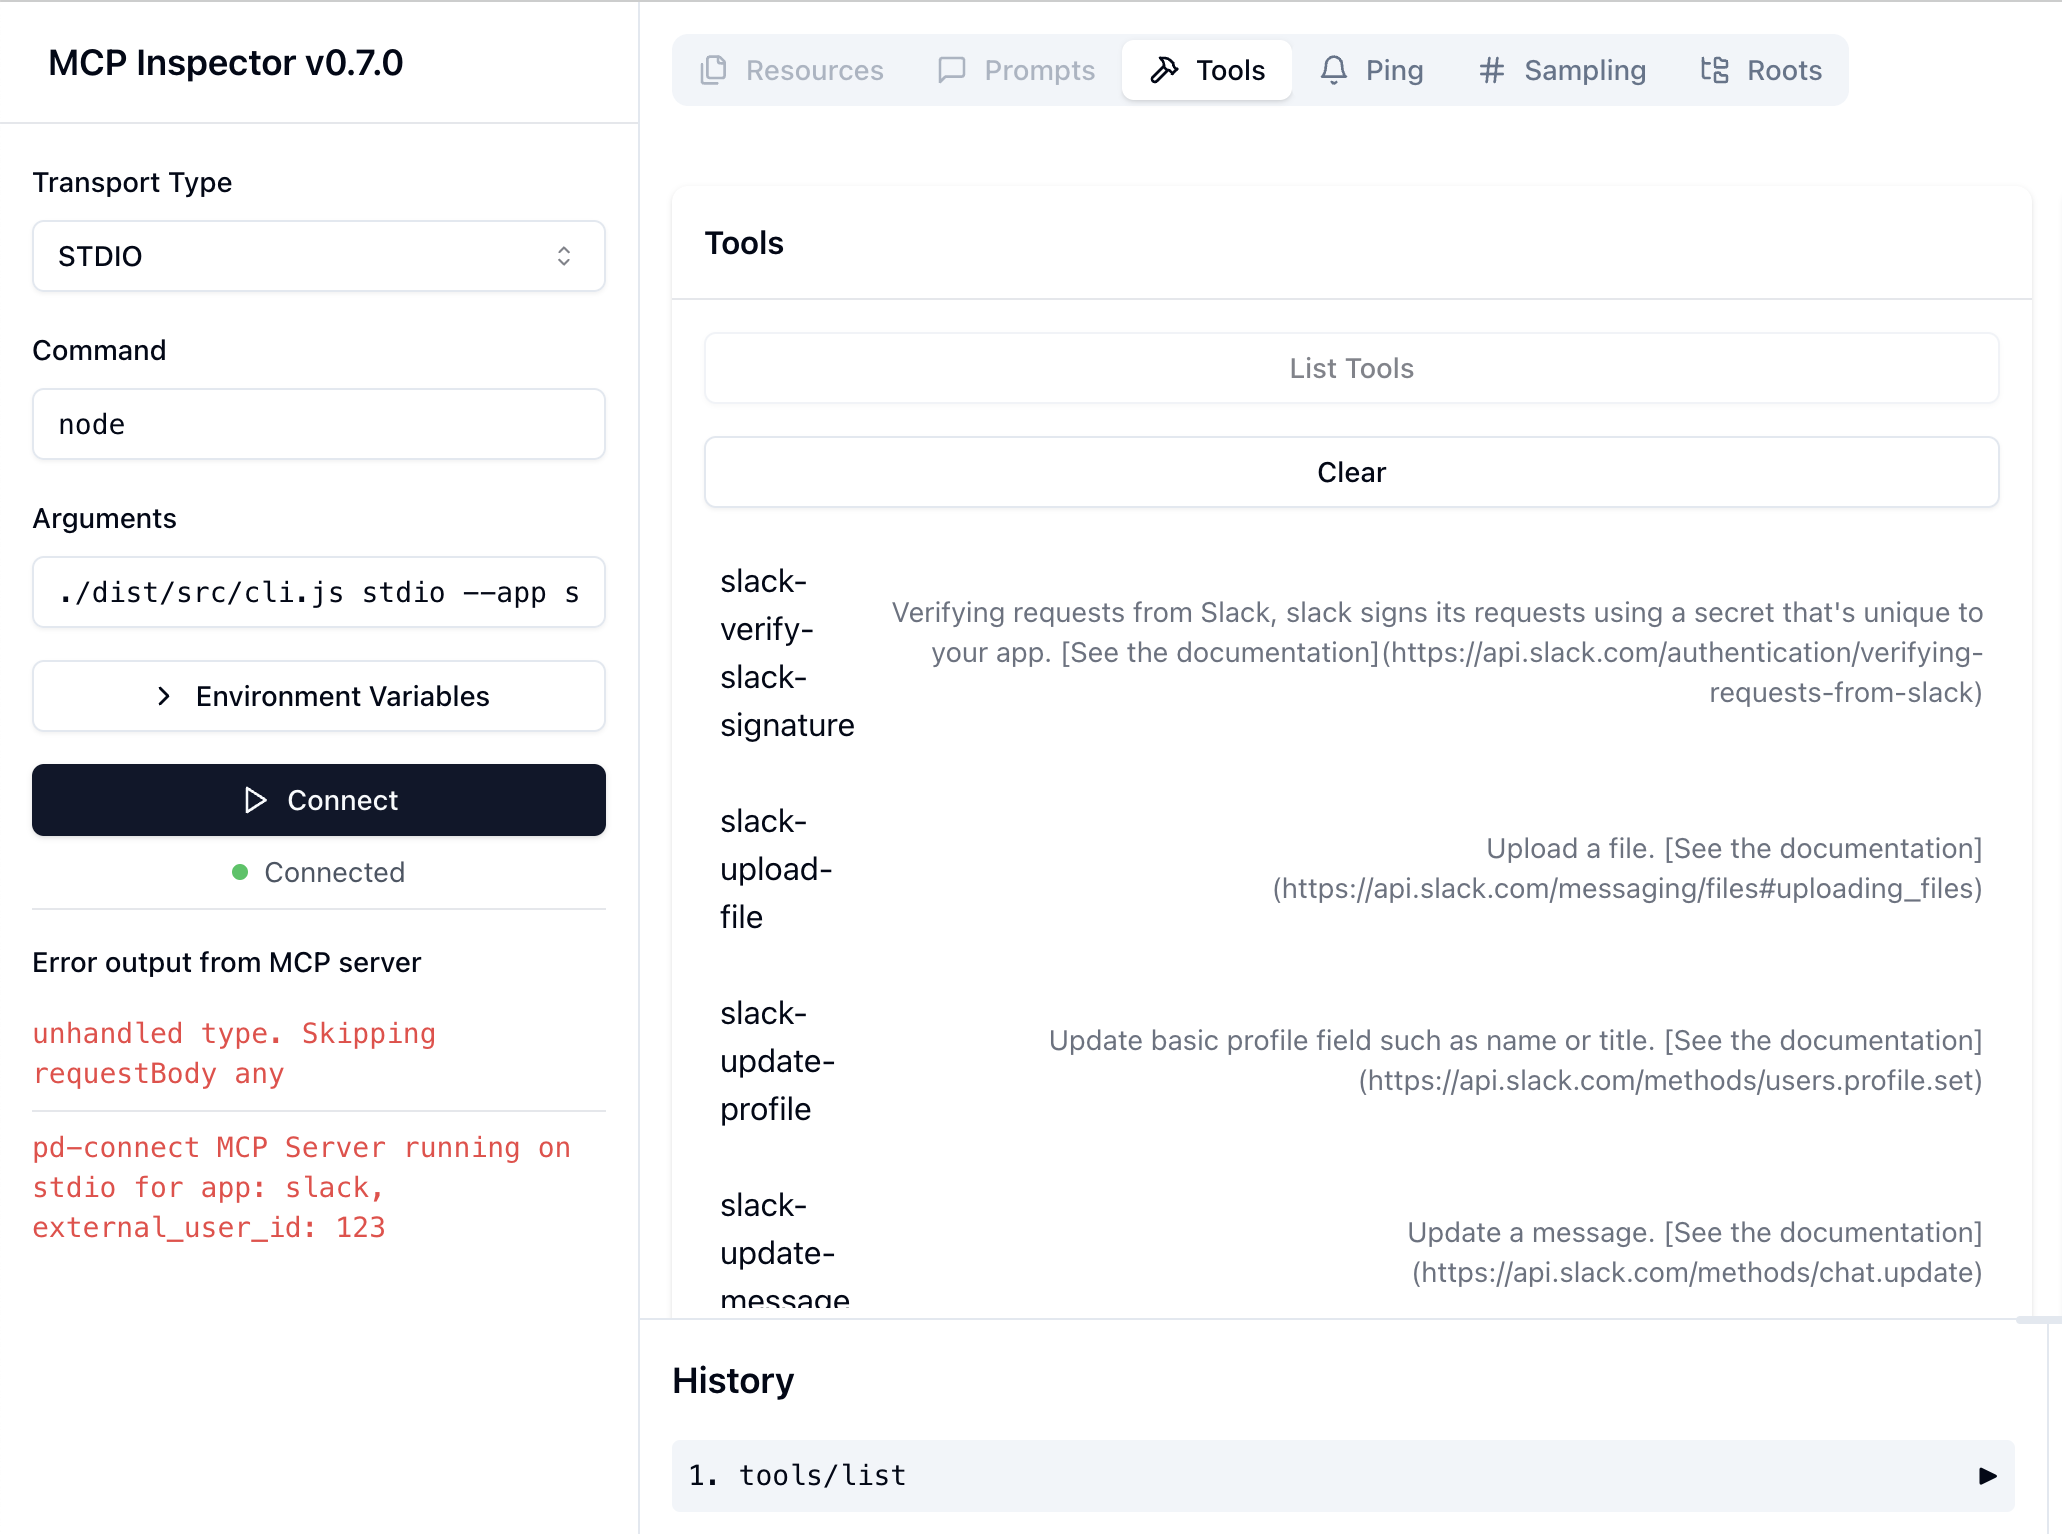 MCP Inspector v0.7.0
Transport Type
STDIO
Command
node
Arguments
./dist/src/cli.js stdio --app s
Environment Variables
Connect
Connected
Error output from MCP server
unhandled type. Skipping
requestBody any
pd-connect MCP Server running on
stdio for app: slack,
external_user_id: 123
Resources
Prompts
Tools
Ping
Sampling
Roots
Tools
List Tools
Clear
slack-
verify-
slack-
signature
Verifying requests from Slack, slack signs its requests using a secret that's unique to
your app. [See the documentation](https://api.slack.com/authentication/verifying-
requests-from-slack)
slack-
upload-
file
Upload a file. [See the documentation]
(https://api.slack.com/messaging/files#uploading_files)
slack-
update-
profile
Update basic profile field such as name or title. [See the documentation]
(https://api.slack.com/methods/users.profile.set)
slack-
update-
message
Update a message. [See the documentation]
(https://api.slack.com/methods/chat.update)
History
1. tools/list